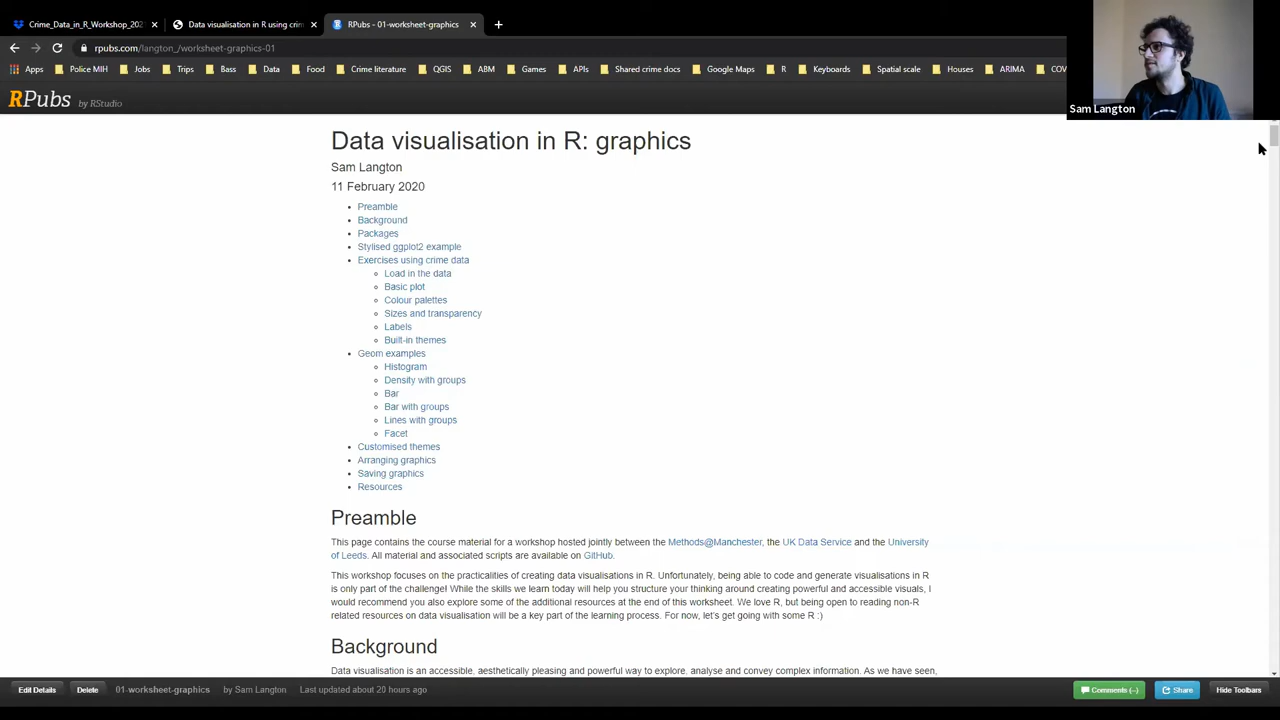 Crime_Data_in_R_Workshop_202
Data visualisation in R using crim
RPubs - 01-worksheet-graphics
rpubs.com/langton_/worksheet-graphics-01
Apps Police MIH Jobs Trips Bass Data Food Crime literature QGIS ABM Games APIs Shared crime docs Google Maps R Keyboards Spatial scale Houses ARIMA COV
RPubs by RStudio
Sam Langton
Data visualisation in R: graphics
Sam Langton
11 February 2020
Preamble
Background
Packages
Stylised ggplot2 example
Exercises using crime data
Load in the data
Basic plot
Colour palettes
Sizes and transparency
Labels
Built-in themes
Geom examples
Histogram
Density with groups
Bar
Bar with groups
Lines with groups
Facet
Customised themes
Arranging graphics
Saving graphics
Resources
Preamble
This page contains the course material for a workshop hosted jointly between the Methods@Manchester, the UK Data Service and the University
of Leeds. All material and associated scripts are available on GitHub.
This workshop focuses on the practicalities of creating data visualisations in R. Unfortunately, being able to code and generate visualisations in R
is only part of the challenge! While the skills we learn today will help you structure your thinking around creating powerful and accessible visuals, I
would recommend you also explore some of the additional resources at the end of this worksheet. We love R, but being open to reading non-R
related resources on data visualisation will be a key part of the learning process. For now, let's get going with some R :)
Background
Data visualisation is an accessible, aesthetically pleasing and powerful way to explore, analyse and convey complex information. As we have seen,
Edit Details Delete 01-worksheet-graphics by Sam Langton Last updated about 20 hours ago Comments (–) Share Hide Toolbars